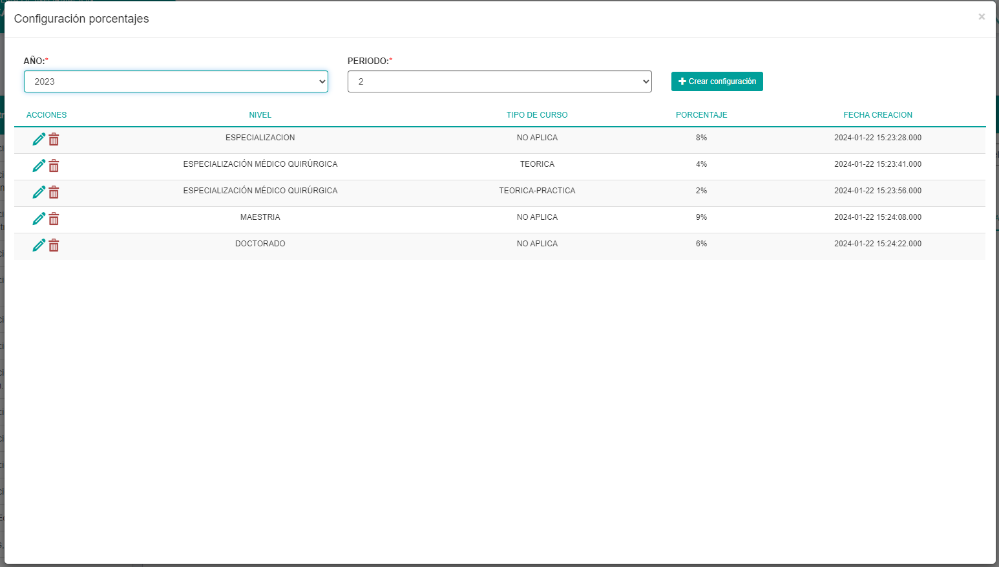 Configuración porcentajes
×
AÑO:* PERIODO:*
2023 2 Crear configuración
ACCIONES NIVEL TIPO DE CURSO PORCENTAJE FECHA CREACION
ESPECIALIZACION NO APLICA 8% 2024-01-22 15:23:28.000
ESPECIALIZACIÓN MÉDICO QUIRÚRGICA TEORICA 4% 2024-01-22 15:23:41.000
ESPECIALIZACIÓN MÉDICO QUIRÚRGICA TEORICA-PRACTICA 2% 2024-01-22 15:23:56.000
MAESTRIA NO APLICA 9% 2024-01-22 15:24:08.000
DOCTORADO NO APLICA 6% 2024-01-22 15:24:22.000